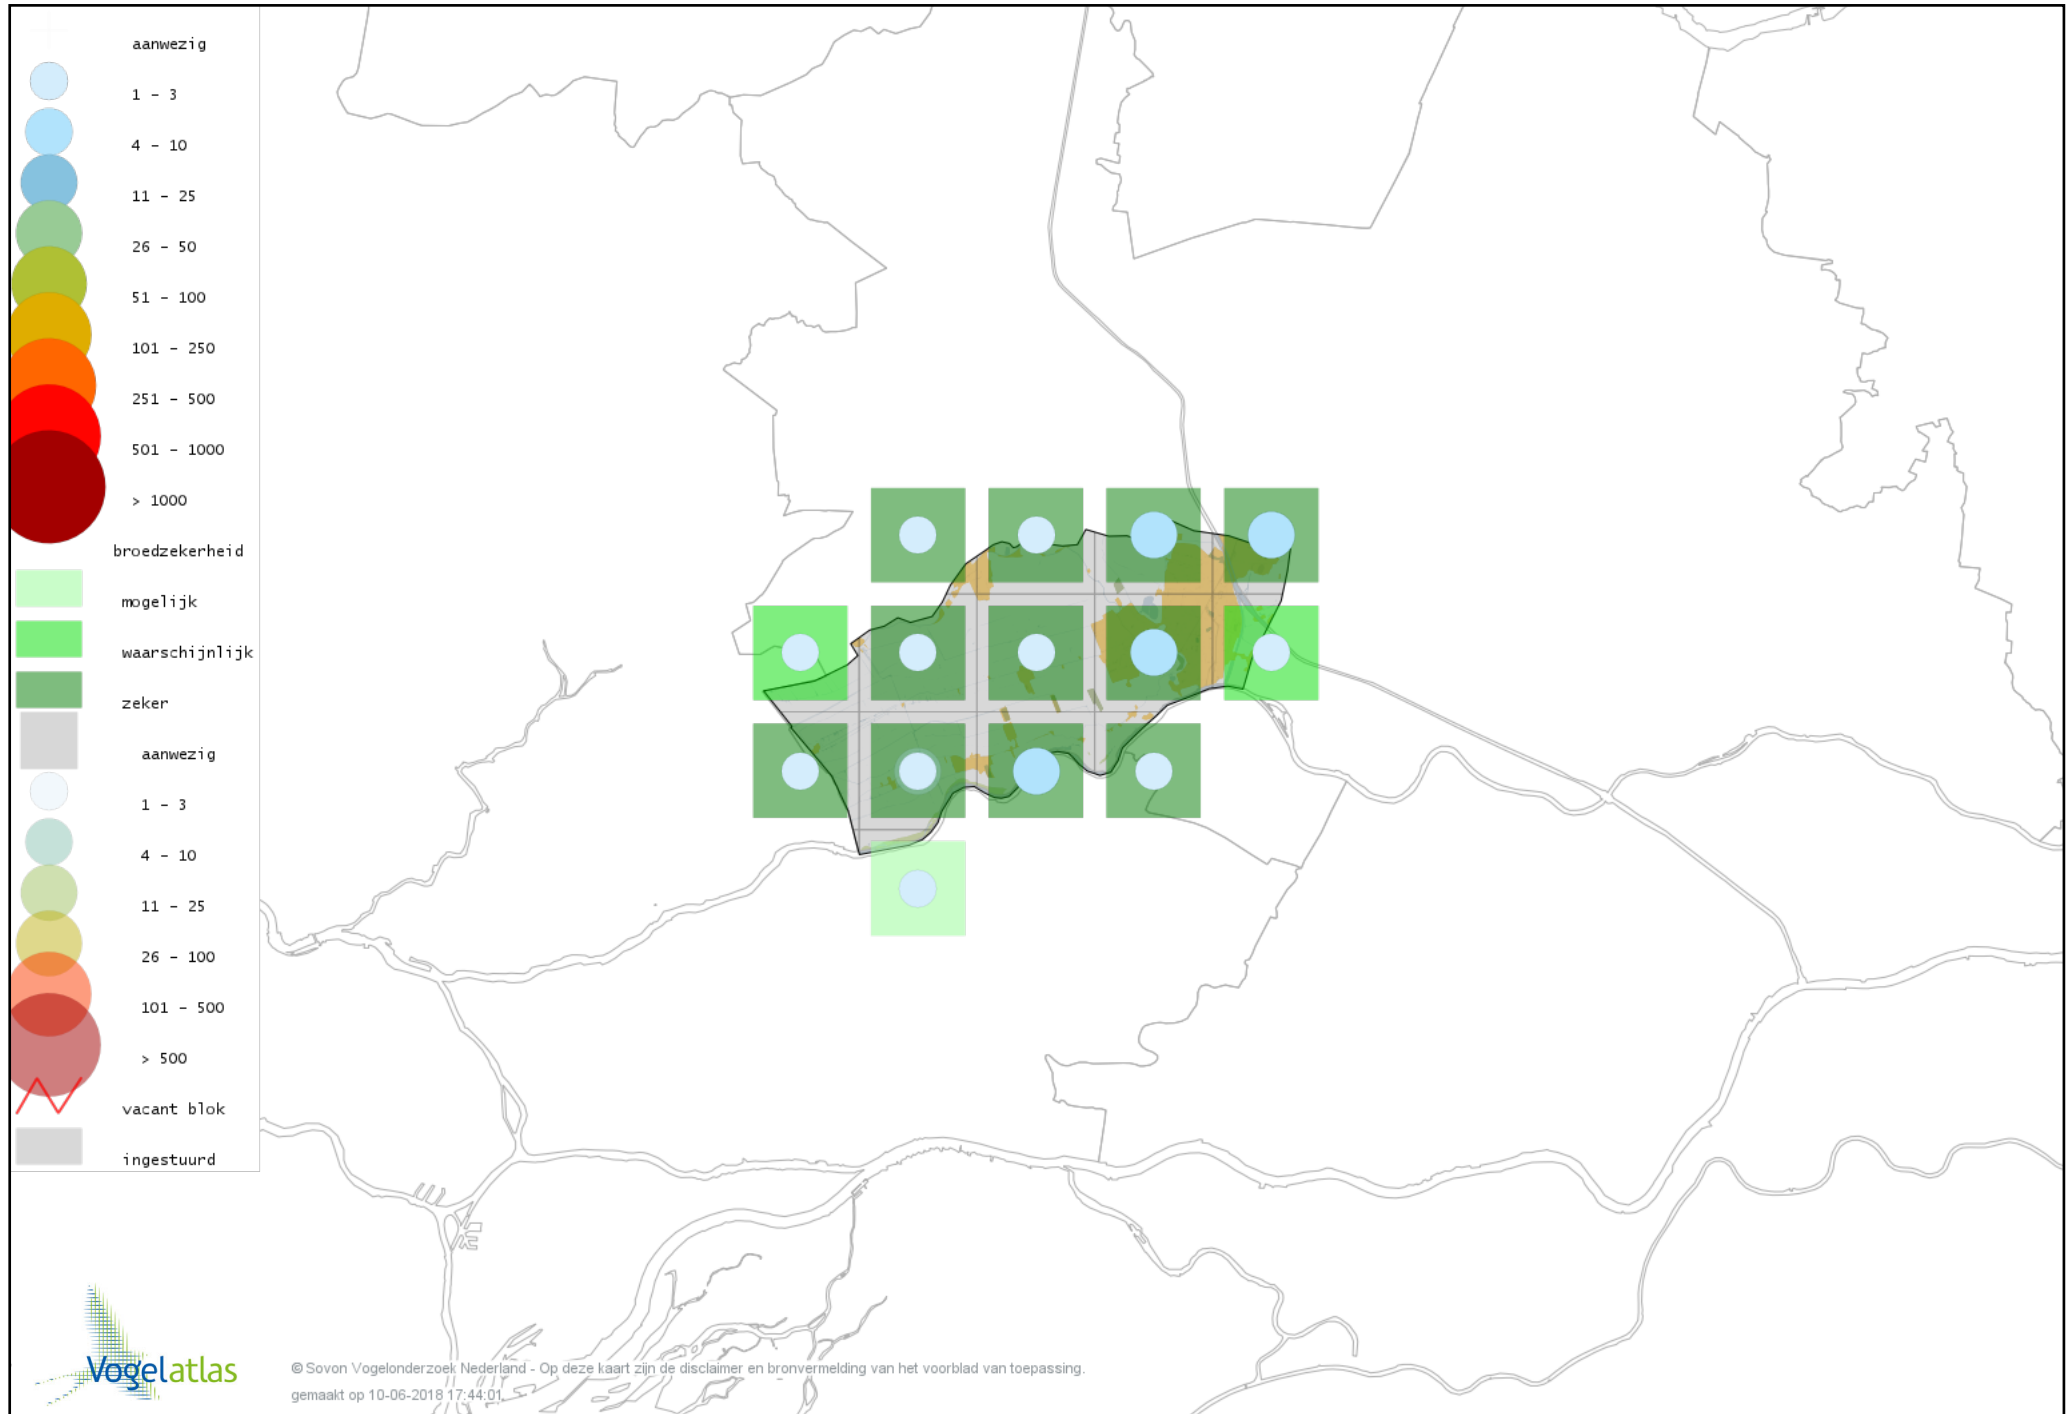 aanwezig
1 – 3
4 – 10
11 – 25
26 – 50
51 – 100
101 – 250
251 – 500
501 – 1000
> 1000
broedzekerheid
mogelijk
waarschijnlijk
zeker
aanwezig
1 – 3
4 – 10
11 – 25
26 – 100
101 – 500
> 500
vacant blok
ingestuurd
Vogelatlas
© Sovon Vogelonderzoek Nederland - Op deze kaart zijn de disclaimer en bronvermelding van het voorblad van toepassing.
gemaakt op 10-06-2018 17:44:01